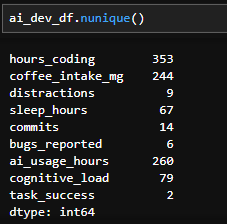 ai_dev_df.nunique()
hours_coding 353
coffee_intake_mg 244
distractions 9
sleep_hours 67
commits 14
bugs_reported 6
ai_usage_hours 260
cognitive_load 79
task_success 2
dtype: int64